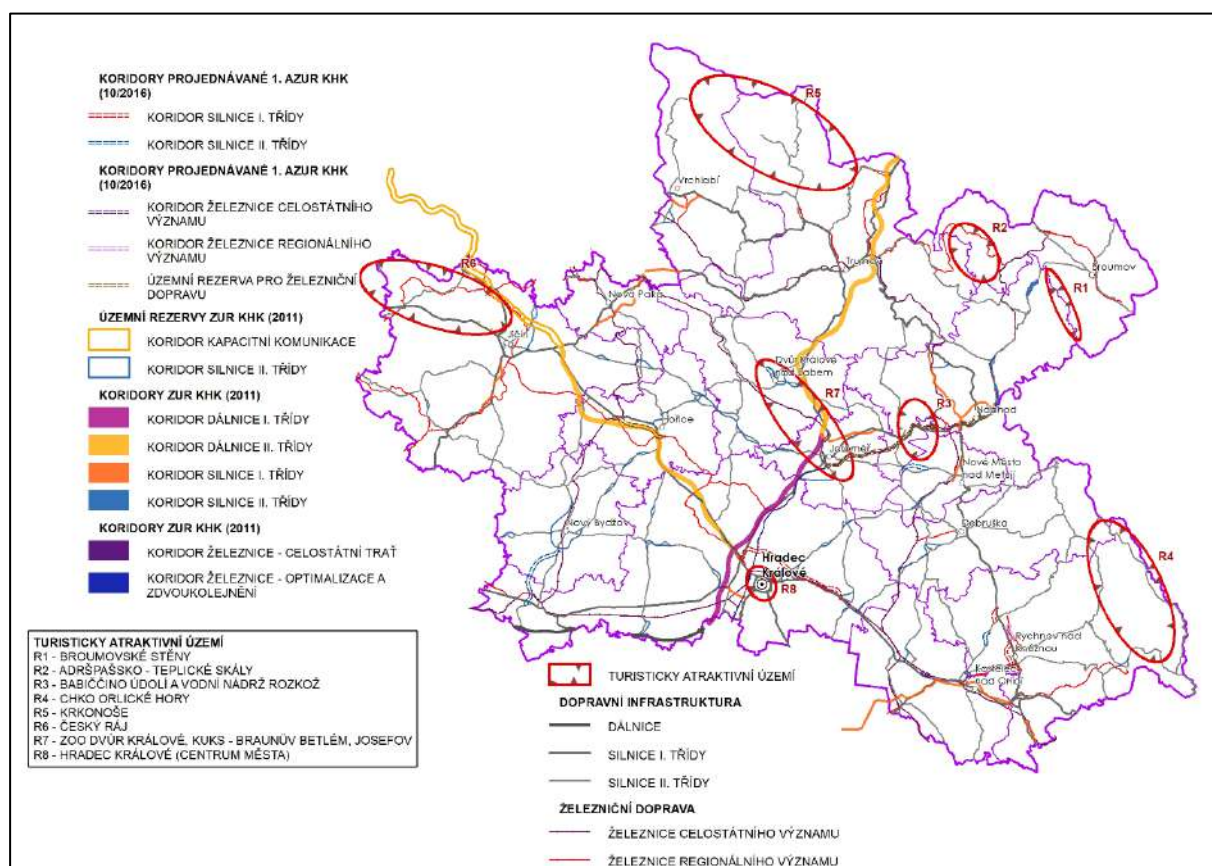 KORIDORY PROJEDNÁVANÉ 1. AZUR KHK
(10/2016)
KORIDOR SILNICE I. TŘÍDY
KORIDOR SILNICE II. TŘÍDY
KORIDORY PROJEDNÁVANÉ 1. AZUR KHK
(10/2016)
KORIDOR ŽELEZNICE CELOSTÁTNÍHO
VÝZNAMU
KORIDOR ŽELEZNICE REGIONÁLNÍHO
VÝZNAMU
ÚZEMNÍ REZERVA PRO ŽELEZNIČNÍ
DOPRAVU
ÚZEMNÍ REZERVY ZUR KHK (2011)
KORIDOR KAPACITNÍ KOMUNIKACE
KORIDOR SILNICE II. TŘÍDY
KORIDORY ZUR KHK (2011)
KORIDOR DÁLNICE I. TŘÍDY
KORIDOR DÁLNICE II. TŘÍDY
KORIDOR SILNICE I. TŘÍDY
KORIDOR SILNICE II. TŘÍDY
KORIDORY ZUR KHK (2011)
KORIDOR ŽELEZNICE - CELOSTÁTNÍ TRAŤ
KORIDOR ŽELEZNICE - OPTIMALIZACE A
ZDVOUKOLEJNĚNÍ
TURISTICKY ATRAKTIVNÍ ÚZEMÍ
R1 - BROUMOVSKÉ STĚNY
R2 - ADRŠPAŠSKO - TEPLICKÉ SKÁLY
R3 - BABIČČINO ÚDOLÍ A VODNÍ NÁDRŽ ROZKOŽ
R4 - CHKO ORLICKÉ HORY
R5 - KRKONOŠE
R6 - ČESKÝ RÁJ
R7 - ZOO DVŮR KRÁLOVÉ, KUKS - BRAUNŮV BETLÉM, JOSEFOV
R8 - HRADEC KRÁLOVÉ (CENTRUM MĚSTA)
R5
Vrchlabí
R2
R6
Trutnov
Broumov
R1
Nová Paka
Jičín
Dvůr Králové
nad Labem
R7
R3
Náchod
Hořice
Jaroměř
Nové Město
nad Metují
Nový Bydžov
Dobruška
R4
Hradec
Králové
R8
Rychnov nad
Kněžnou
Kostelec
nad Orlicí
TURISTICKY ATRAKTIVNÍ ÚZEMÍ
DOPRAVNÍ INFRASTRUKTURA
DÁLNICE
SILNICE I. TŘÍDY
SILNICE II. TŘÍDY
ŽELEZNIČNÍ DOPRAVA
ŽELEZNICE CELOSTÁTNÍHO VÝZNAMU
ŽELEZNICE REGIONÁLNÍHO VÝZNAMU